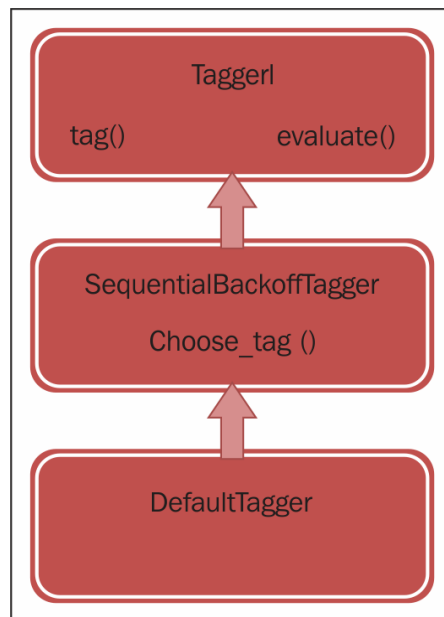 TaggerI
tag() evaluate()
SequentialBackoffTagger
Choose_tag ()
DefaultTagger